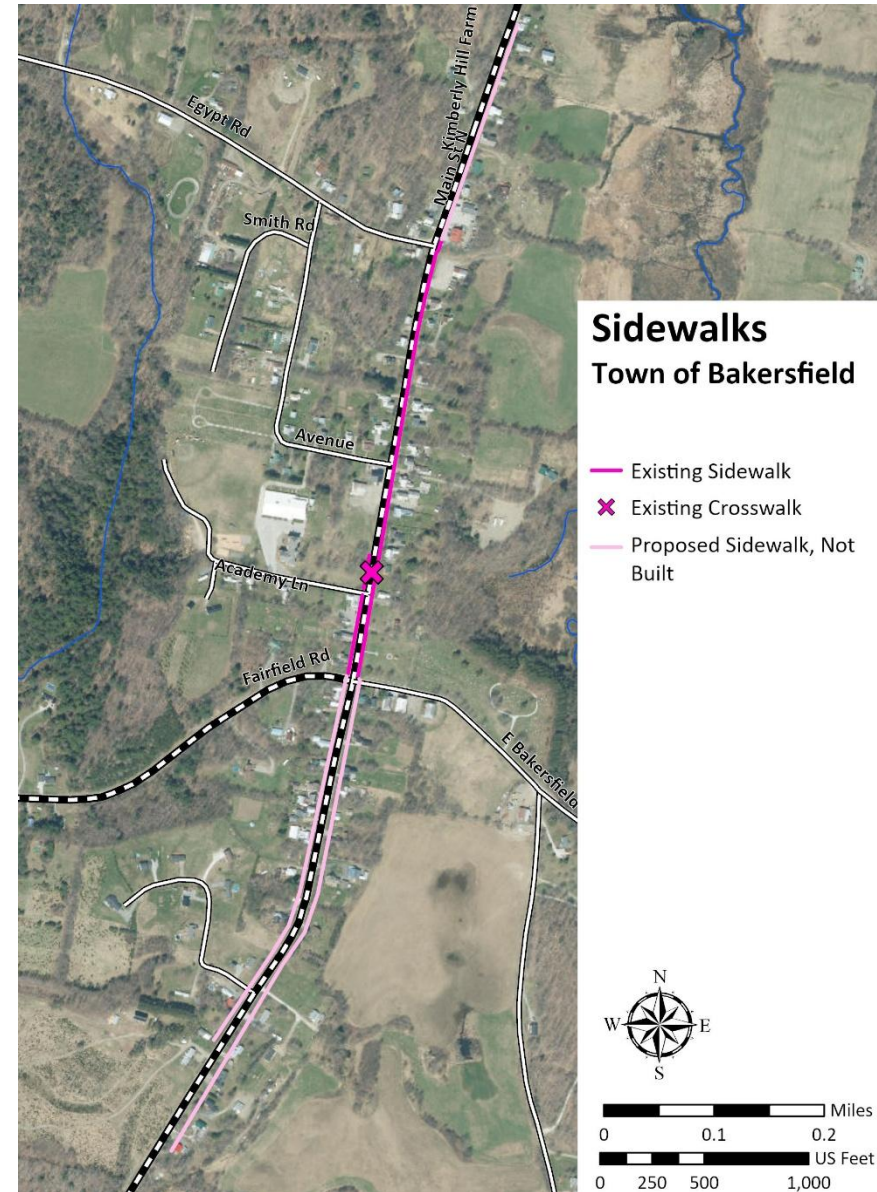 Kimberly Hill Farm
Main St N
Egypt Rd
Smith Rd
Avenue
Academy Ln
Fairfield Rd
E Bakersfield
Sidewalks
Town of Bakersfield
Existing Sidewalk
Existing Crosswalk
Proposed Sidewalk, Not
Built
N
W E
S
Miles
0 0.1 0.2
US Feet
0 250 500 1,000